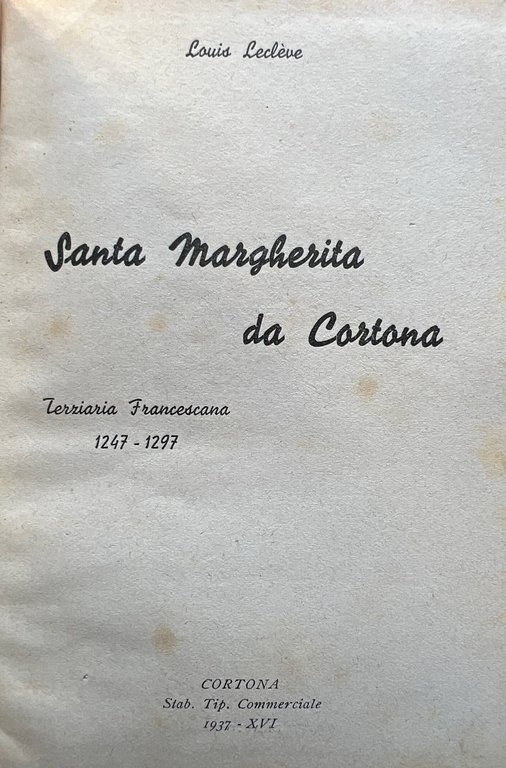 Louis Leclève
Santa Margherita
da Cortona
Terziaria Francescana
1247 - 1297
CORTONA
Stab. Tip. Commerciale
1937 - XVI